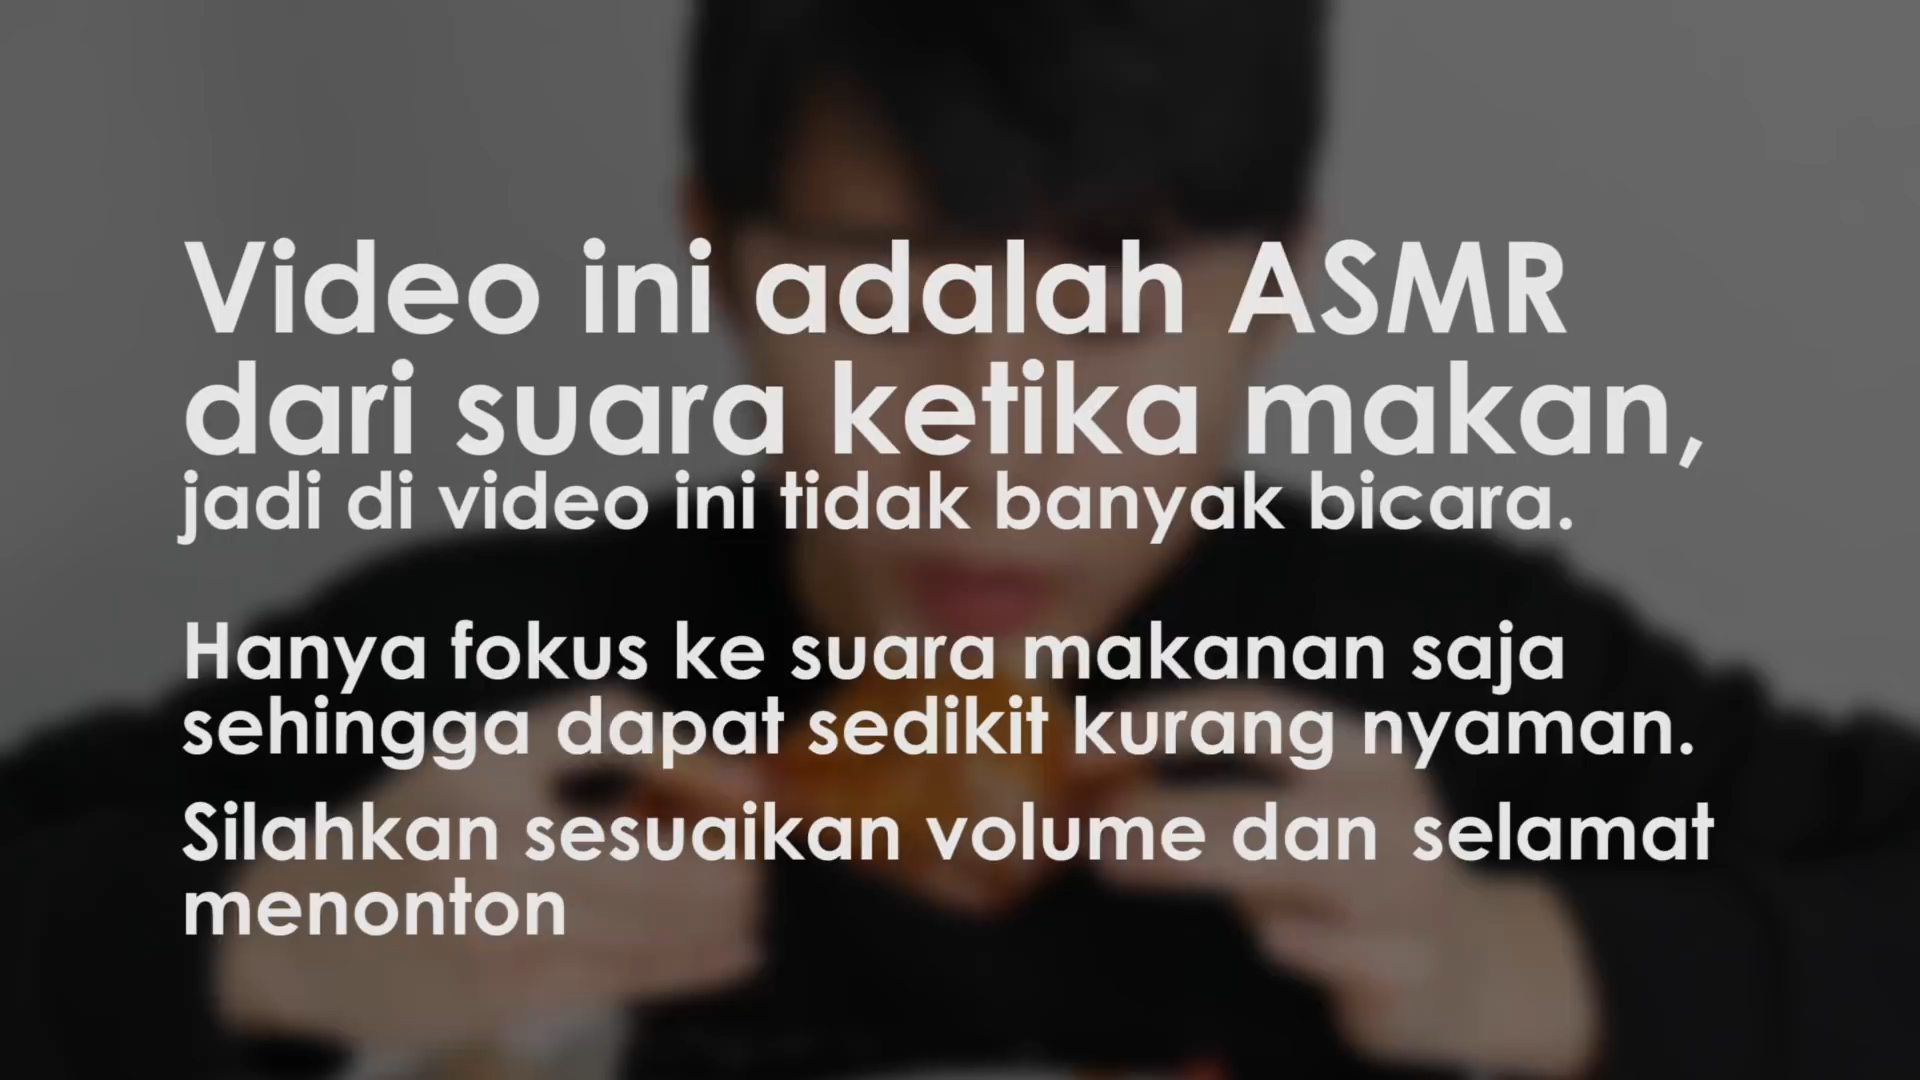 Video ini adalah ASMR
dari suara ketika makan,
jadi di video ini tidak banyak bicara.
Hanya fokus ke suara makanan saja
sehingga dapat sedikit kurang nyaman.
Silahkan sesuaikan volume dan selamat
menonton